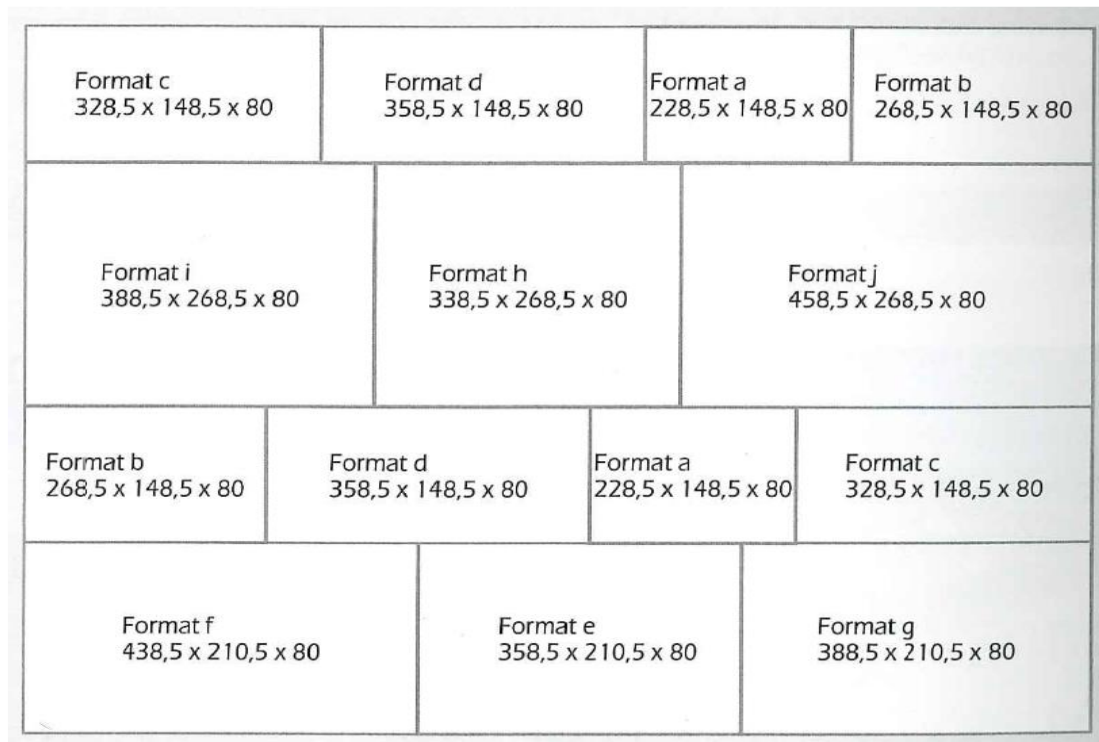 Format c
328,5 x 148,5 x 80
Format d
358,5 x 148,5 x 80
Format a
228,5 x 148,5 x 80
Format b
268,5 x 148,5 x 80
Format i
388,5 x 268,5 x 80
Format h
338,5 x 268,5 x 80
Format j
458,5 x 268,5 x 80
Format b
268,5 x 148,5 x 80
Format d
358,5 x 148,5 x 80
Format a
228,5 x 148,5 x 80
Format c
328,5 x 148,5 x 80
Format f
438,5 x 210,5 x 80
Format e
358,5 x 210,5 x 80
Format g
388,5 x 210,5 x 80